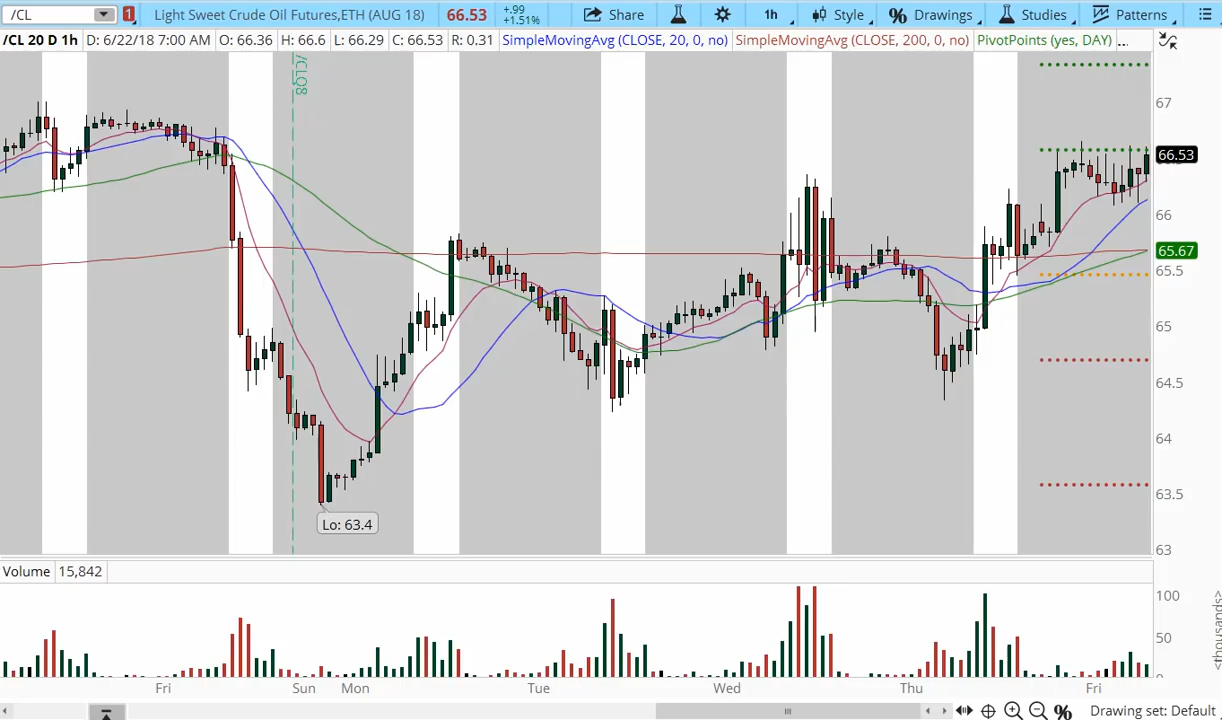 /CL 1 Light Sweet Crude Oil Futures,ETH (AUG 18) 66.53 +.99 +1.51% Share 1h Style Drawings Studies Patterns
/CL 20 D 1h D: 6/22/18 7:00 AM O: 66.36 H: 66.6 L: 66.29 C: 66.53 R: 0.31 SimpleMovingAvg (CLOSE, 20, 0, no) SimpleMovingAvg (CLOSE, 200, 0, no) PivotPoints (yes, DAY) ...
/CLQ8
67
66.53
66
65.67
65.5
65
64.5
64
63.5
Lo: 63.4
63
Volume 15,842
100
50
<thousands>
Fri Sun Mon Tue Wed Thu Fri
Drawing set: Default